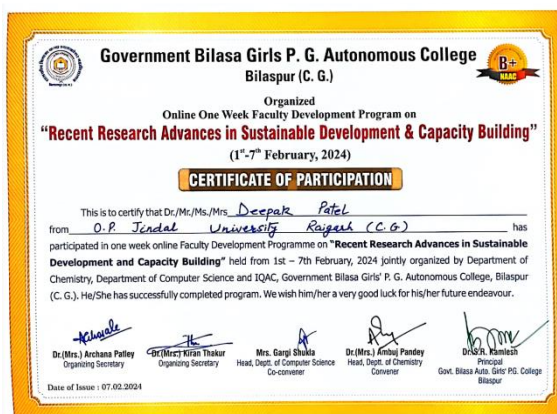 Government Bilasa Girls P. G. Autonomous College
Bilaspur (C. G.)
B+
NAAC
Organized
Online One Week Faculty Development Program on
"Recent Research Advances in Sustainable Development & Capacity Building"
(1st-7th February, 2024)
CERTIFICATE OF PARTICIPATION
This is to certify that Dr./Mr./Ms./Mrs Deepak Patel
from O.P. Jindal University Raigarh (C.G) has
participated in one week online Faculty Development Programme on "Recent Research Advances in Sustainable
Development and Capacity Building" held from 1st – 7th February, 2024 jointly organized by Department of
Chemistry, Department of Computer Science and IQAC, Government Bilasa Girls' P. G. Autonomous College, Bilaspur
(C. G.). He/She has successfully completed program. We wish him/her a very good luck for his/her future endeavour.
Dr.(Mrs.) Archana Patley
Organizing Secretary
Dr.(Mrs.) Kiran Thakur
Organizing Secretary
Mrs. Gargi Shukla
Head, Deptt. of Computer Science
Co-convener
Dr.(Mrs.) Ambuj Pandey
Head, Deptt. of Chemistry
Convener
Dr. S.R. Kamlesh
Principal
Govt. Bilasa Auto. Girls' P.G. College
Bilaspur
Date of Issue : 07.02.2024